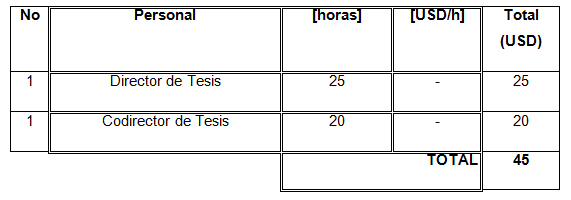 No Personal [horas] [USD/h] Total
(USD)
1 Director de Tesis 25 - 25
1 Codirector de Tesis 20 - 20
TOTAL 45